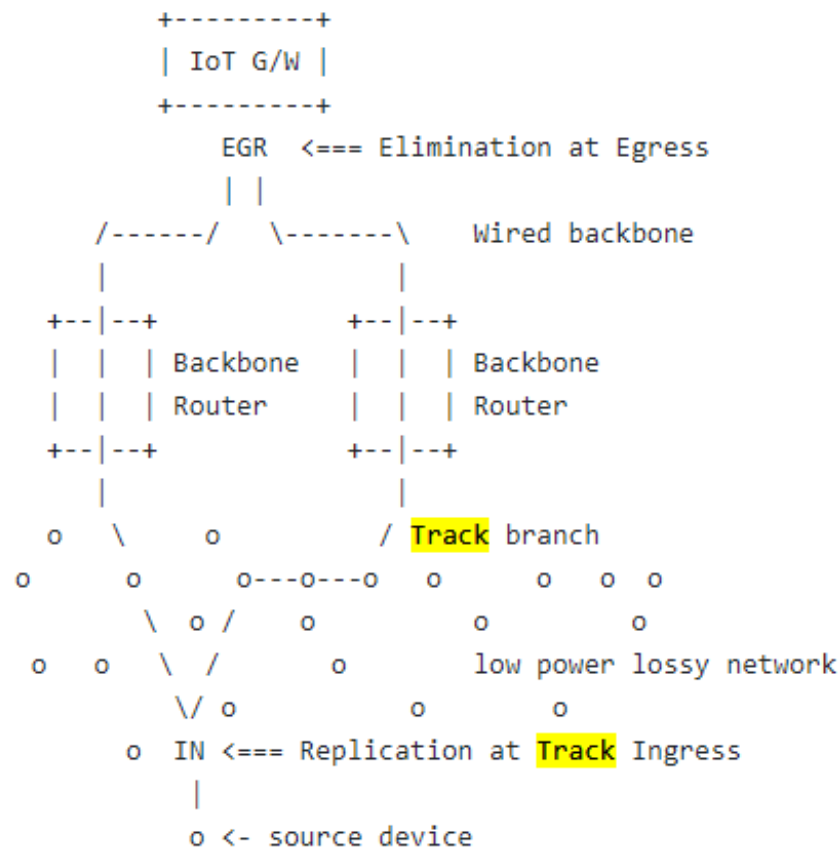 +---------+
| IoT G/W |
+---------+
EGR <=== Elimination at Egress
| |
/------/ \-------\ Wired backbone
| |
+--|--+ +--|--+
| | | Backbone | | | Backbone
| | | Router | | | Router
+--|--+ +--|--+
| |
o \ o / Track branch
o o o---o---o o o o o
\ o / o o o
o o \ / o low power lossy network
\/ o o o
o IN <=== Replication at Track Ingress
|
o <- source device